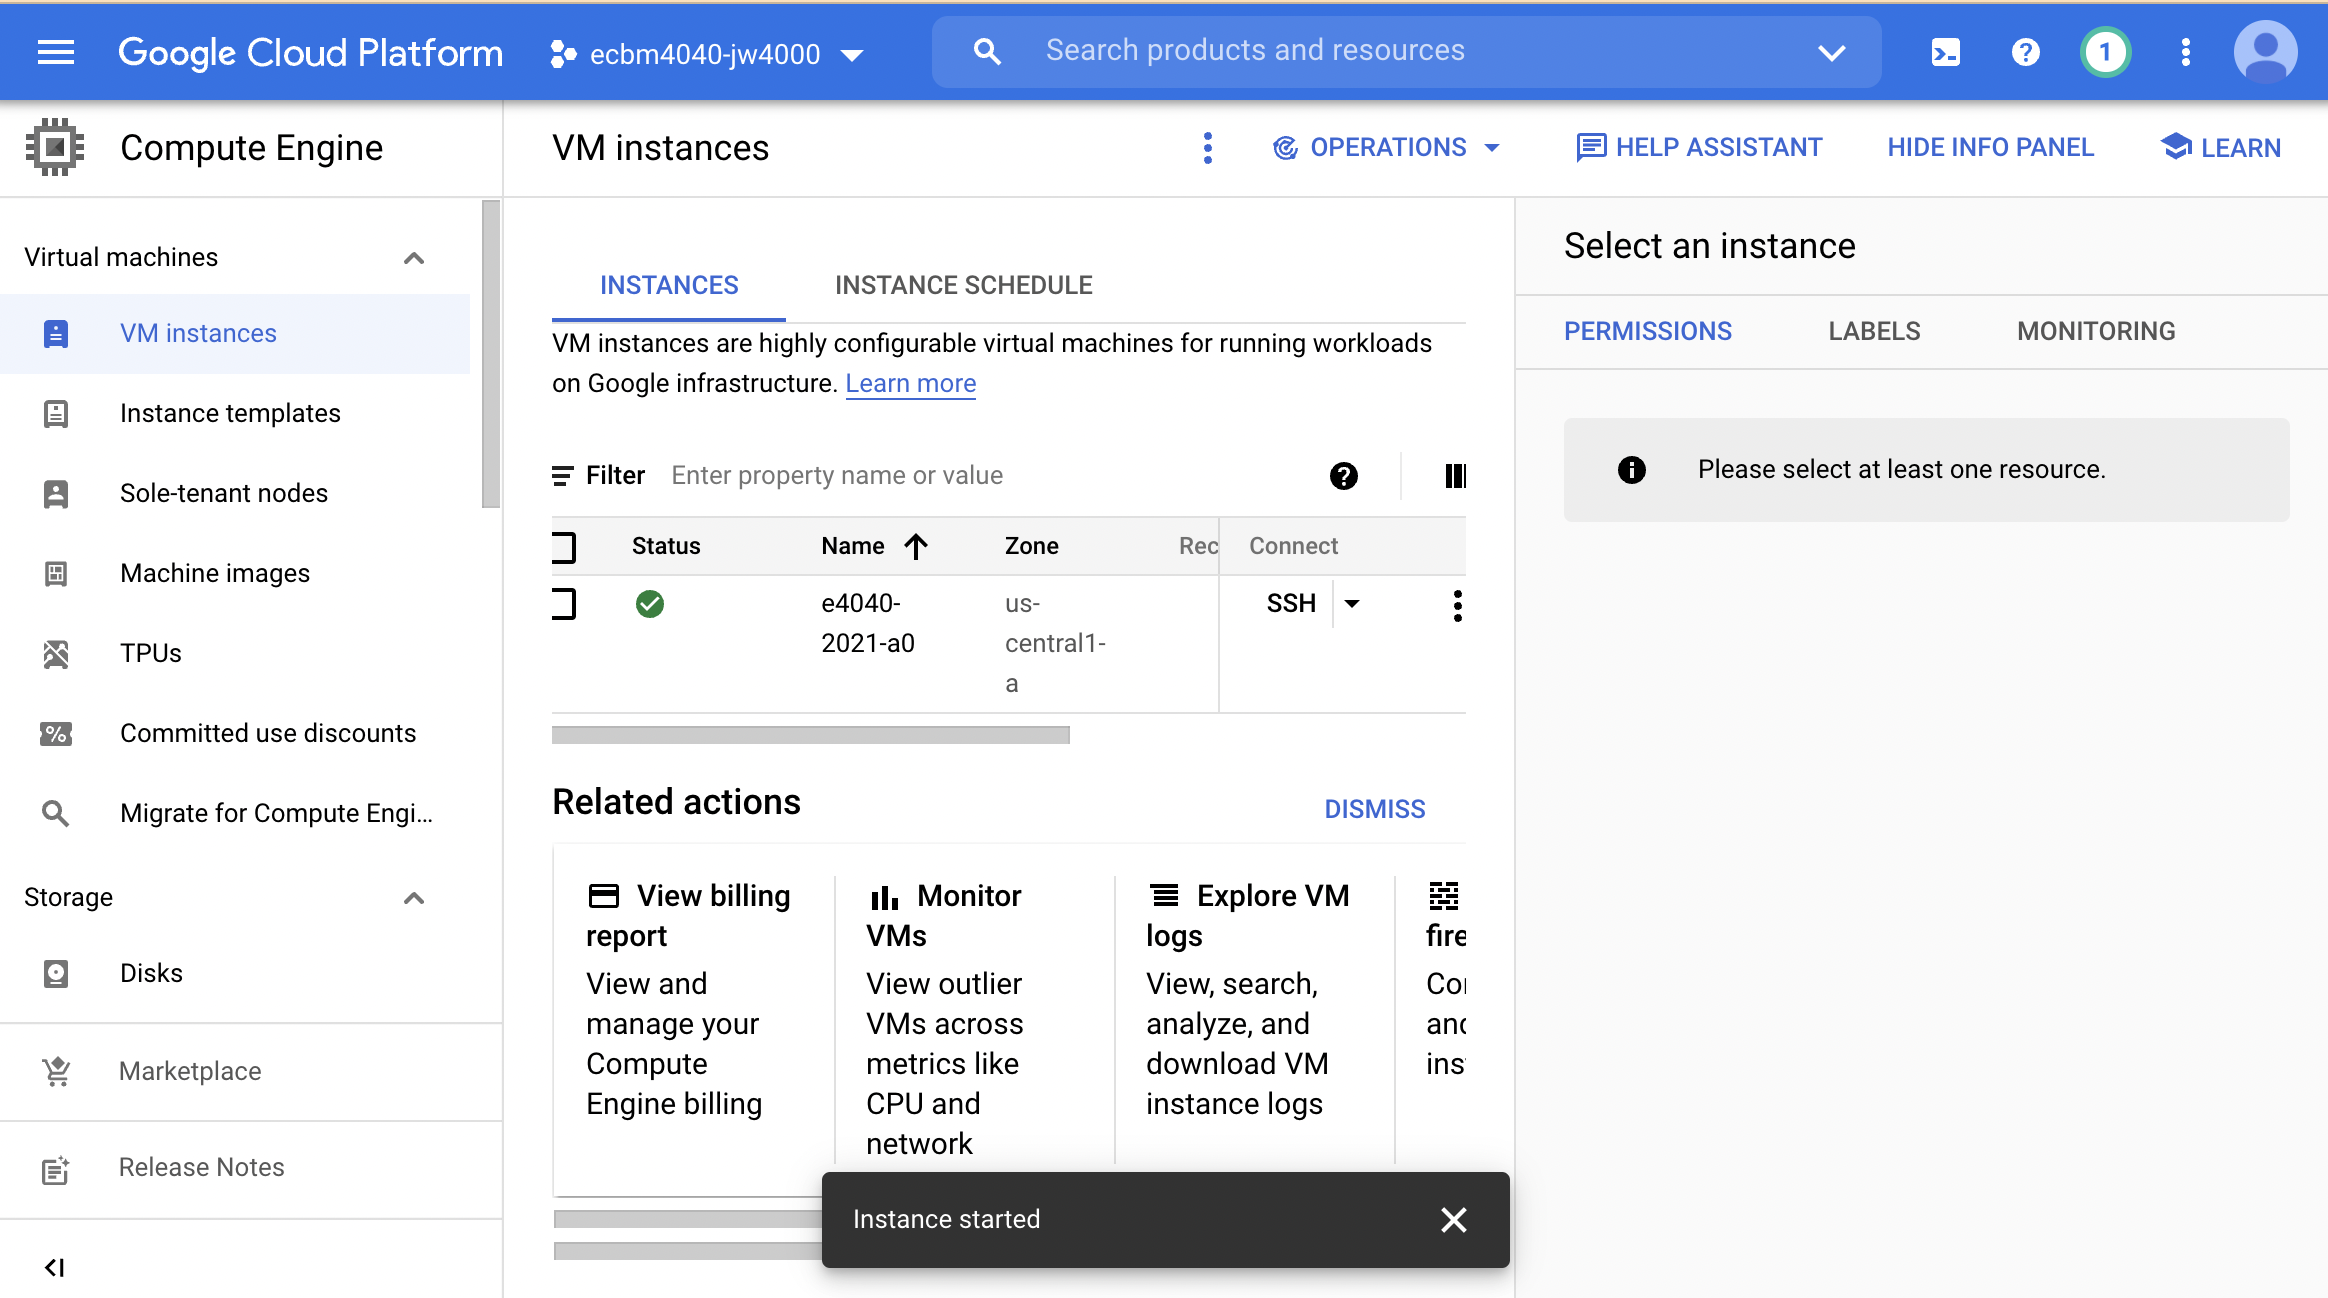 Google Cloud Platform
ecbm4040-jw4000
Search products and resources
1
Compute Engine
VM instances
OPERATIONS
HELP ASSISTANT
HIDE INFO PANEL
LEARN
Virtual machines
VM instances
Instance templates
Sole-tenant nodes
Machine images
TPUs
Committed use discounts
Migrate for Compute Engi...
Storage
Disks
Marketplace
Release Notes
INSTANCES
INSTANCE SCHEDULE
VM instances are highly configurable virtual machines for running workloads
on Google infrastructure. Learn more
Filter
Enter property name or value
Status
Name
Zone
Rec
Connect
e4040-
2021-a0
us-
central1-
a
SSH
Related actions
DISMISS
View billing
report
View and
manage your
Compute
Engine billing
Monitor
VMs
View outlier
VMs across
metrics like
CPU and
network
Explore VM
logs
View, search,
analyze, and
download VM
instance logs
fire
Instance started
Select an instance
PERMISSIONS
LABELS
MONITORING
Please select at least one resource.